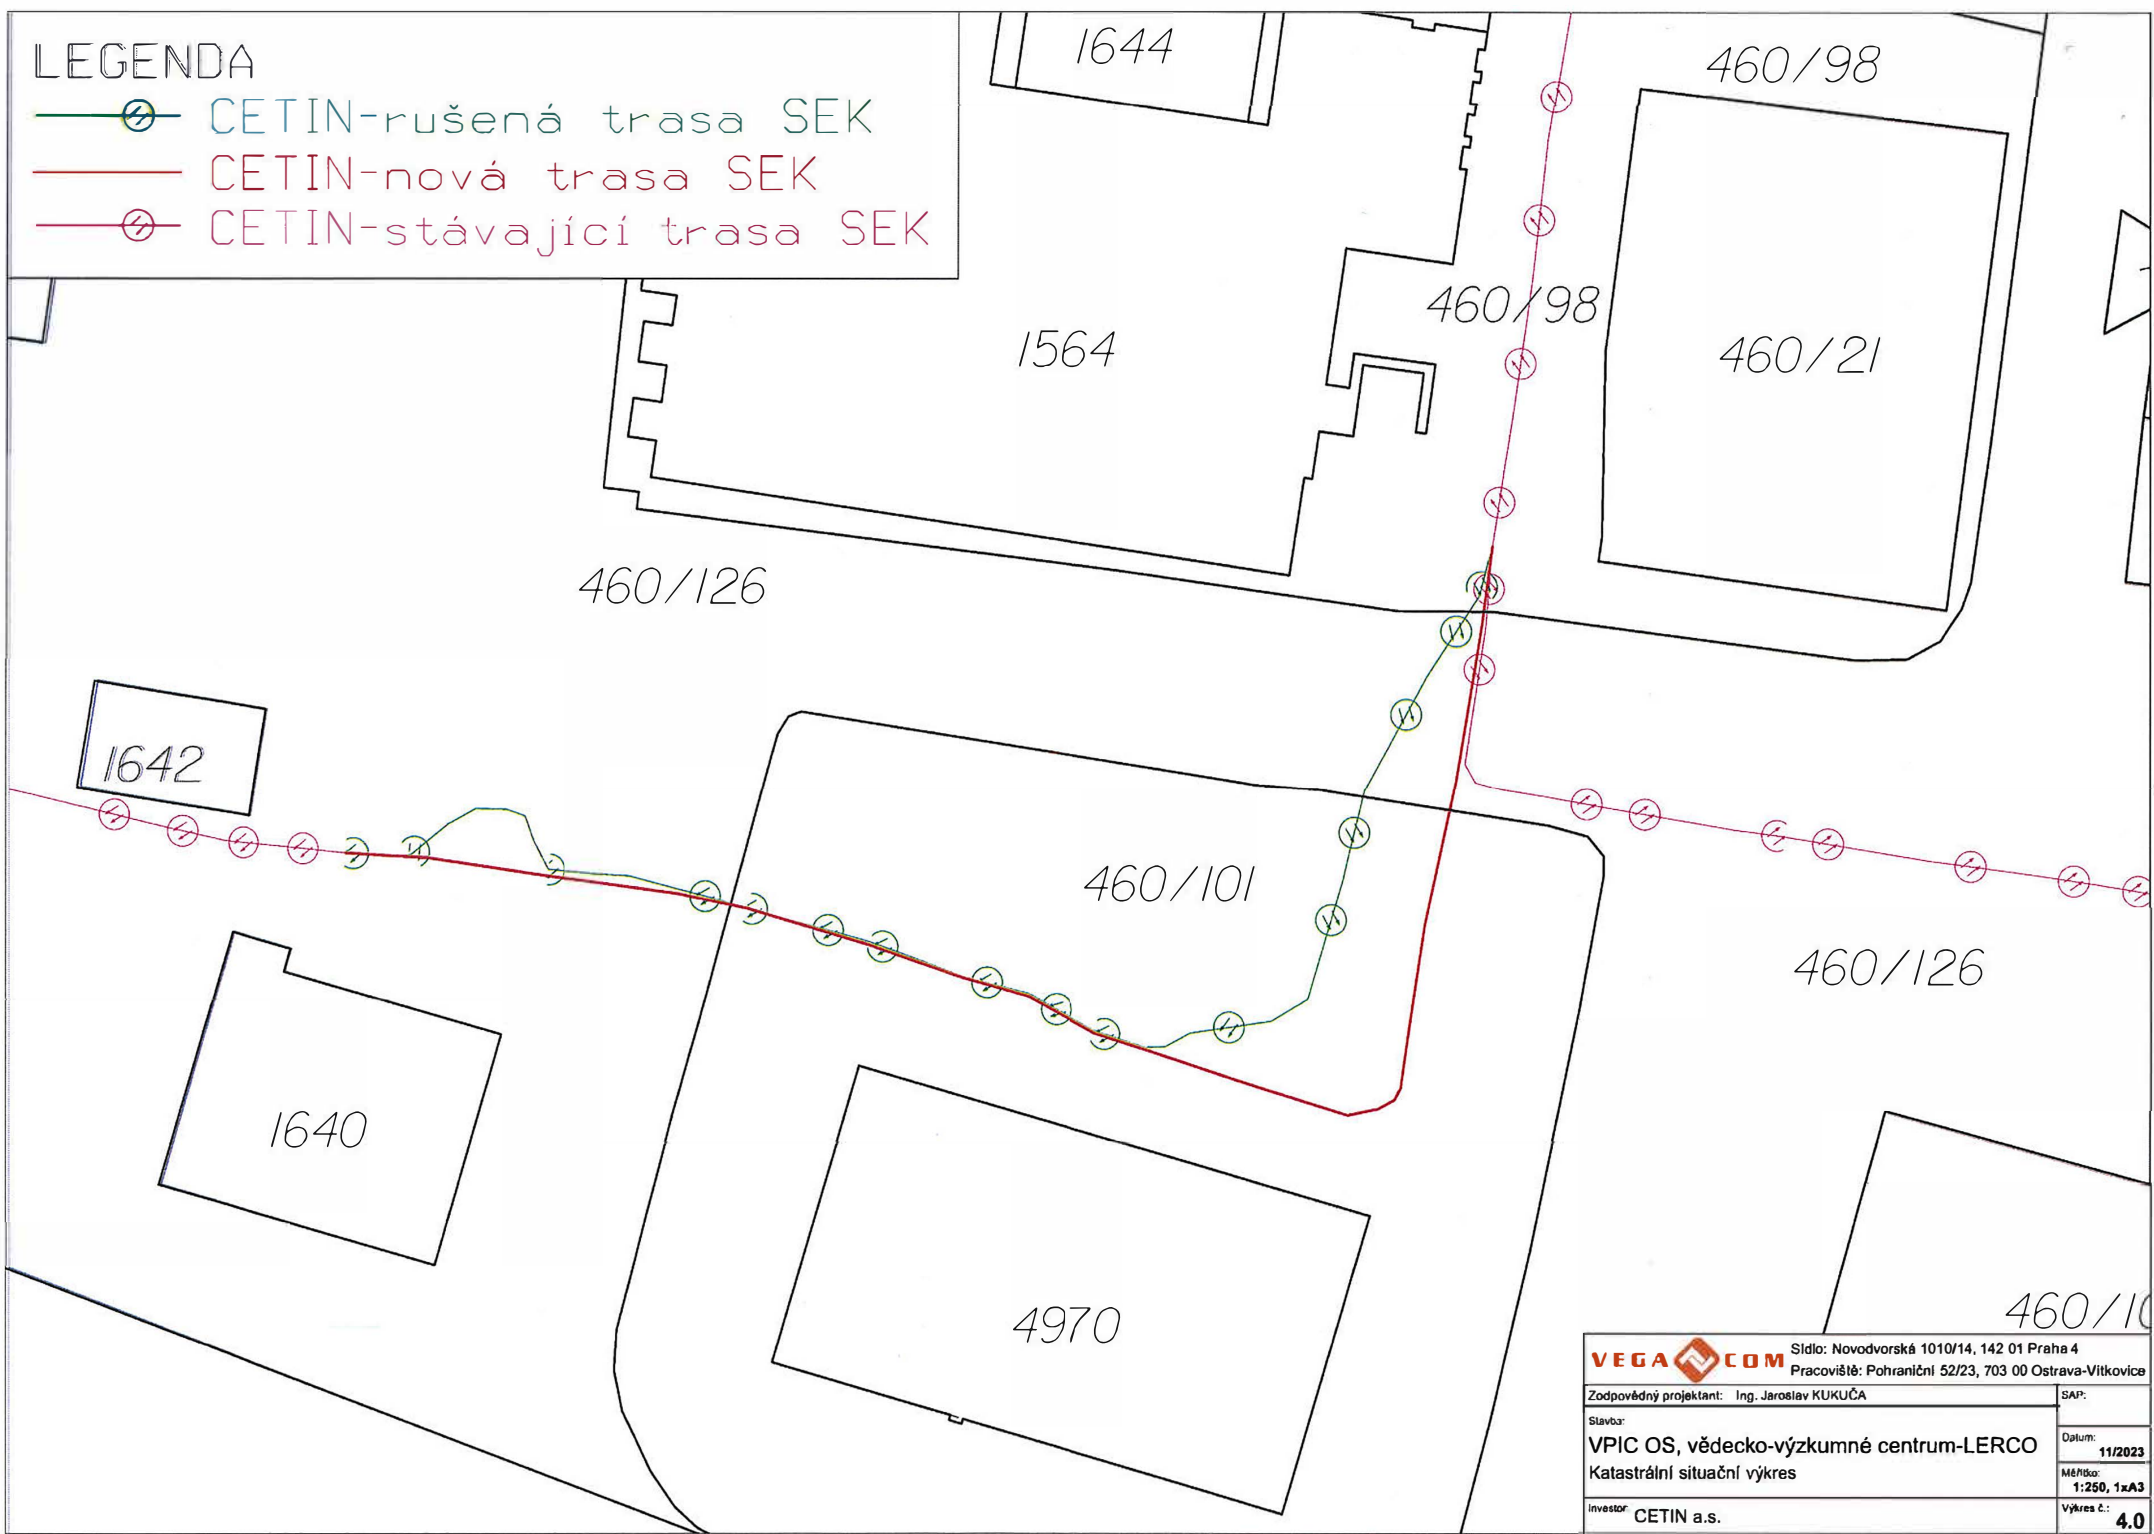 LEGENDA
CETIN-rušená trasa SEK
CETIN-nová trasa SEK
CETIN-stávající trasa SEK
1644
460/98
460/98
1564
460/21
460/126
1642
460/101
460/126
1640
4970
460/10
VEGA COM
Sídlo: Novodvorská 1010/14, 142 01 Praha 4
Pracoviště: Pohraniční 52/23, 703 00 Ostrava-Vitkovice
Zodpovědný projektant: Ing. Jaroslav KUKUČA
SAP:
Stavba:
VPIC OS, vědecko-výzkumné centrum-LERCO
Katastrální situační výkres
Datum:
11/2023
Měřítko:
1:250, 1xA3
Investor: CETIN a.s.
Výkres č.:
4.0